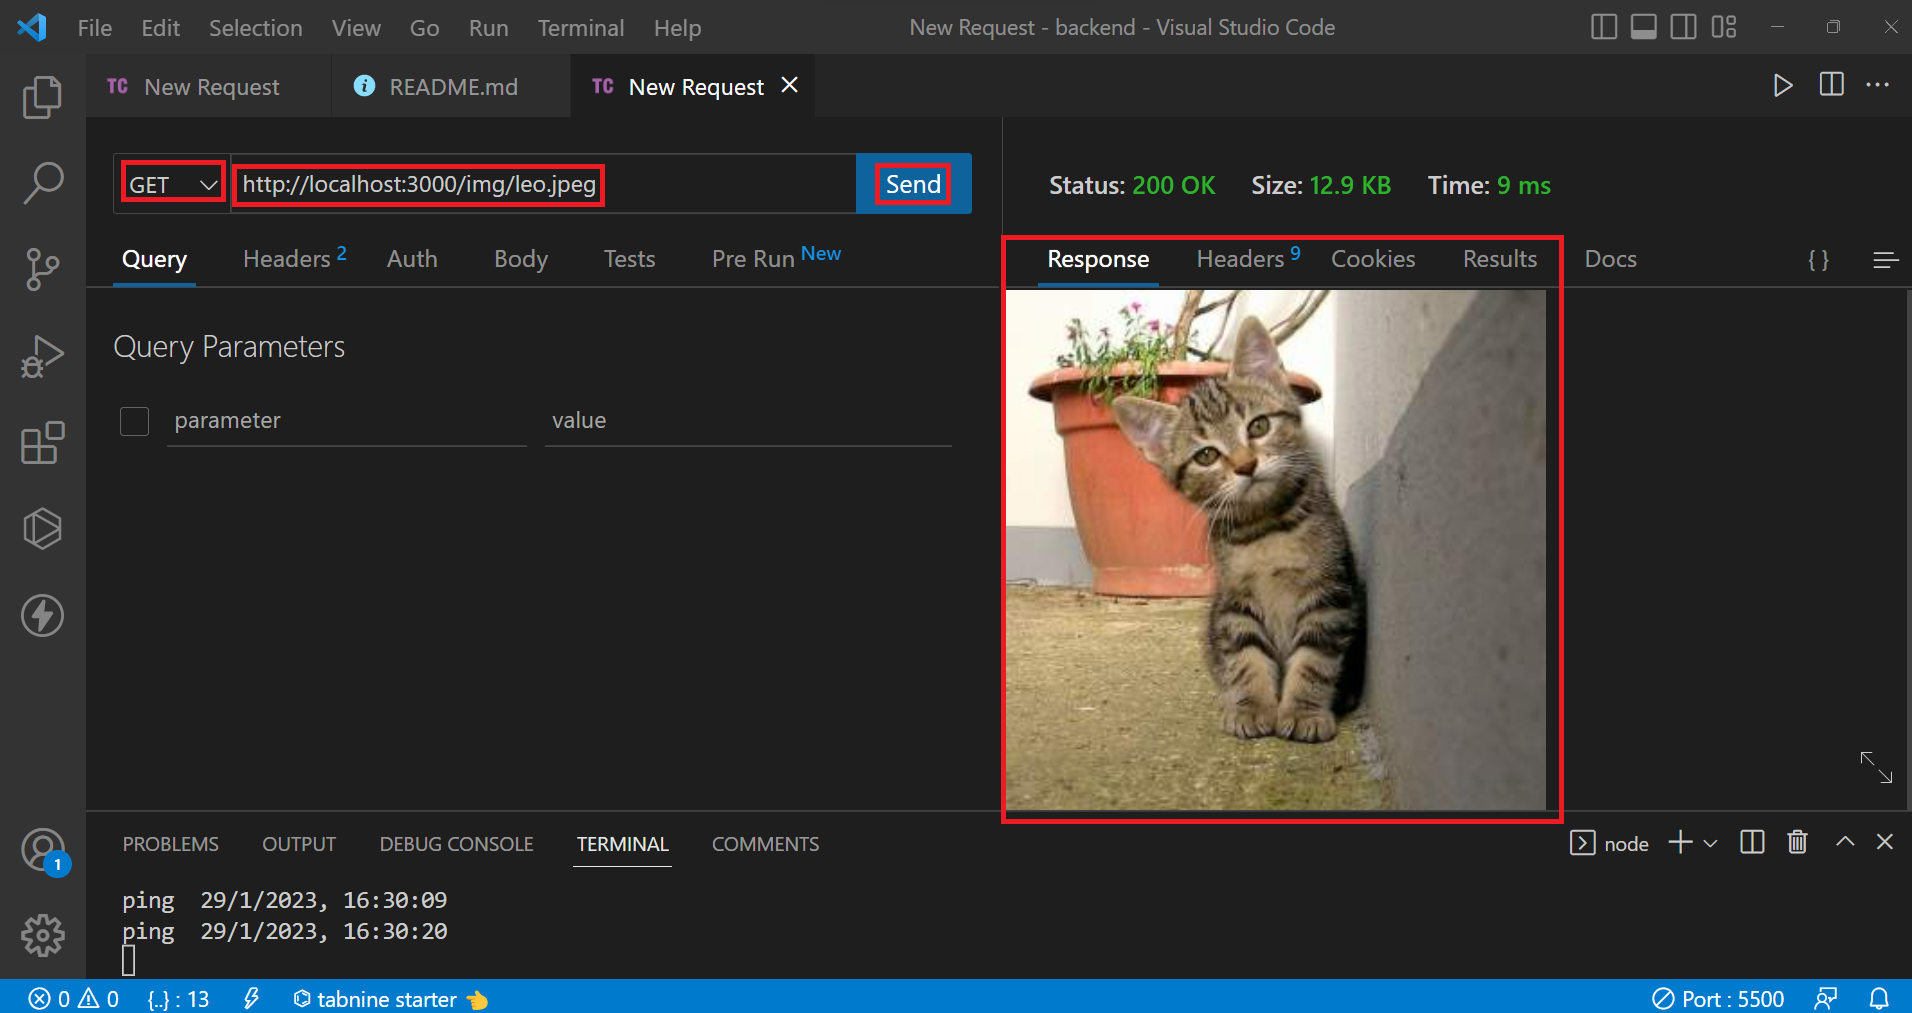 File Edit Selection View Go Run Terminal Help New Request - backend - Visual Studio Code
TC New Request README.md TC New Request
GET http://localhost:3000/img/leo.jpeg Send
Status: 200 OK Size: 12.9 KB Time: 9 ms
Query Headers 2 Auth Body Tests Pre Run New
Response Headers 9 Cookies Results Docs { }
Query Parameters
parameter value
PROBLEMS OUTPUT DEBUG CONSOLE TERMINAL COMMENTS
node
ping 29/1/2023, 16:30:09
ping 29/1/2023, 16:30:20
1
0 0 {..} : 13 tabnine starter 👈 Port : 5500